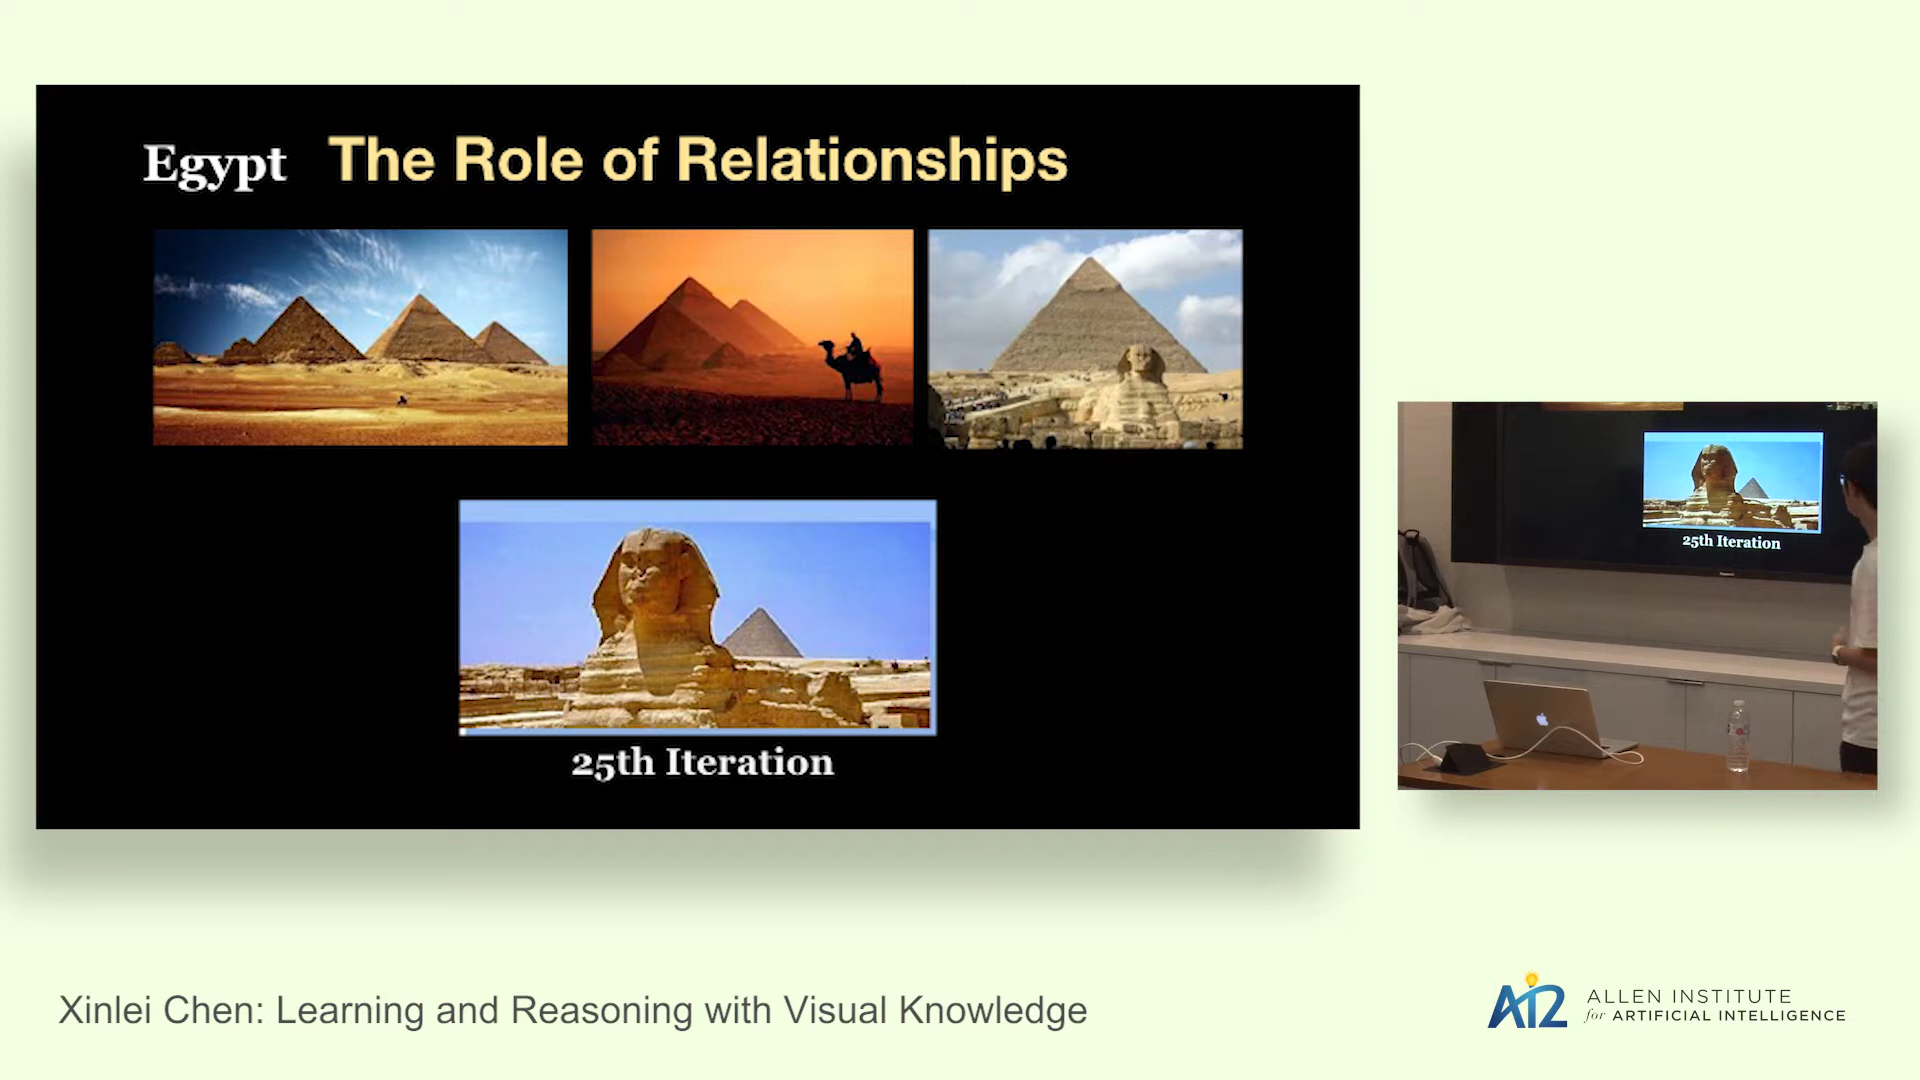 Egypt The Role of Relationships
25th Iteration
25th Iteration
Xinlei Chen: Learning and Reasoning with Visual Knowledge
AI2 ALLEN INSTITUTE
for ARTIFICIAL INTELLIGENCE